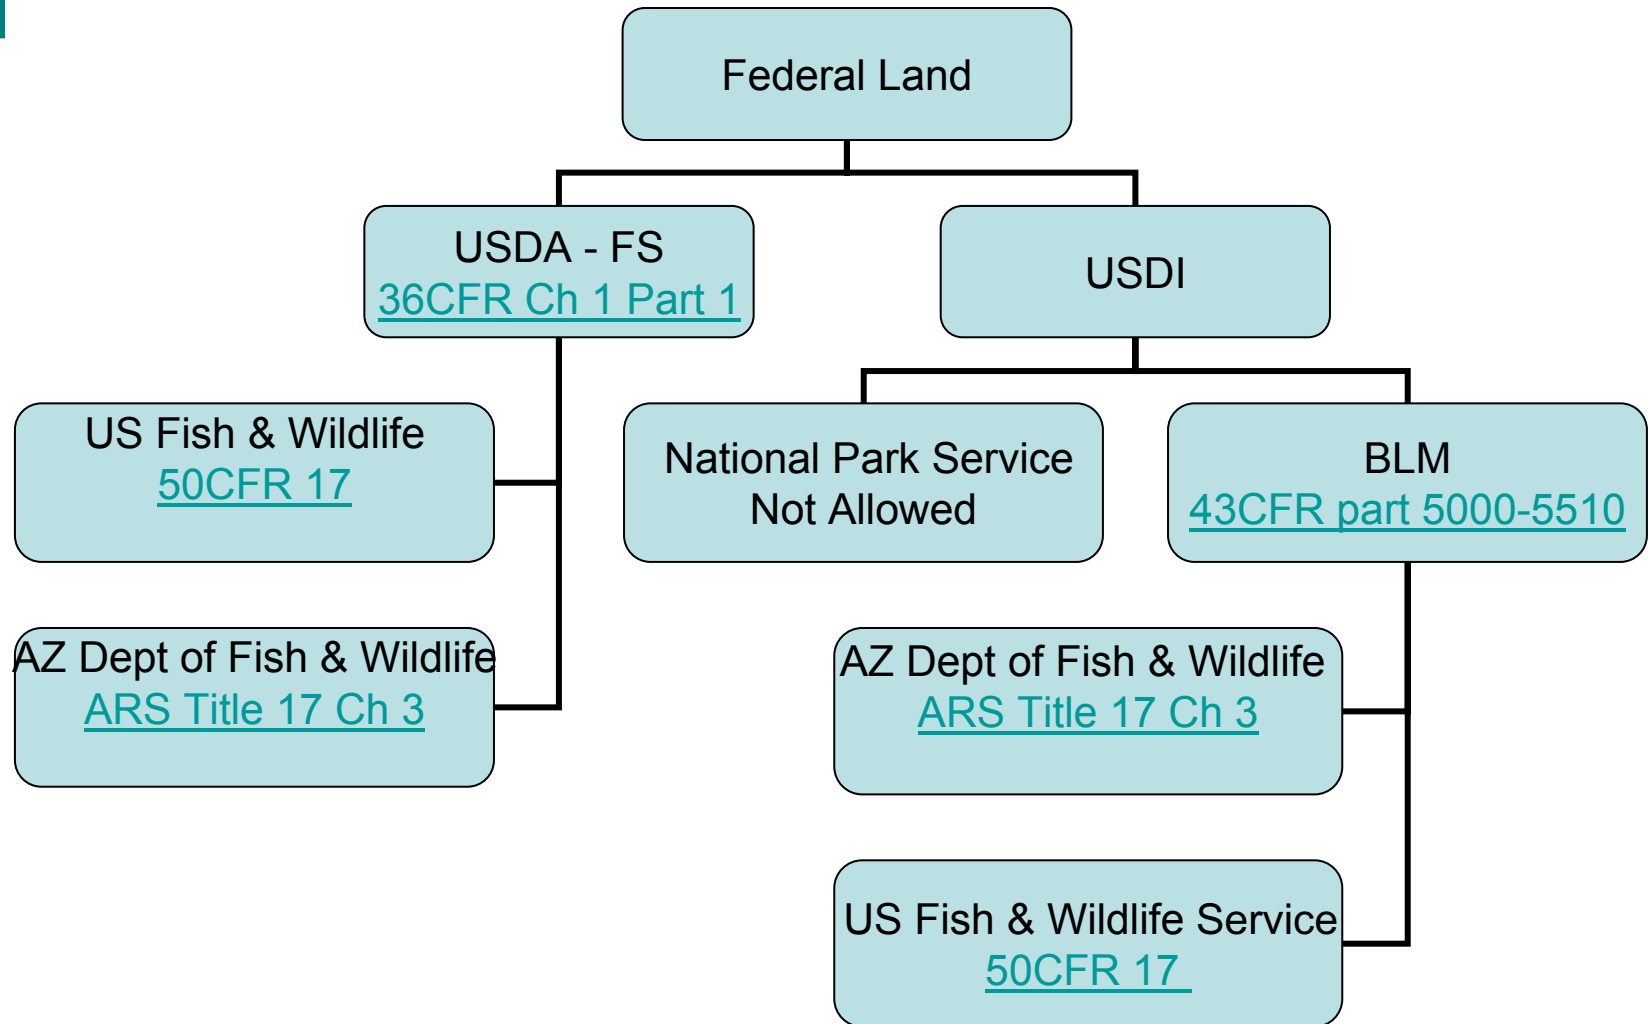 Federal Land
USDA - FS
36CFR Ch 1 Part 1
USDI
US Fish & Wildlife
50CFR 17
National Park Service
Not Allowed
BLM
43CFR part 5000-5510
AZ Dept of Fish & Wildlife
ARS Title 17 Ch 3
AZ Dept of Fish & Wildlife
ARS Title 17 Ch 3
US Fish & Wildlife Service
50CFR 17